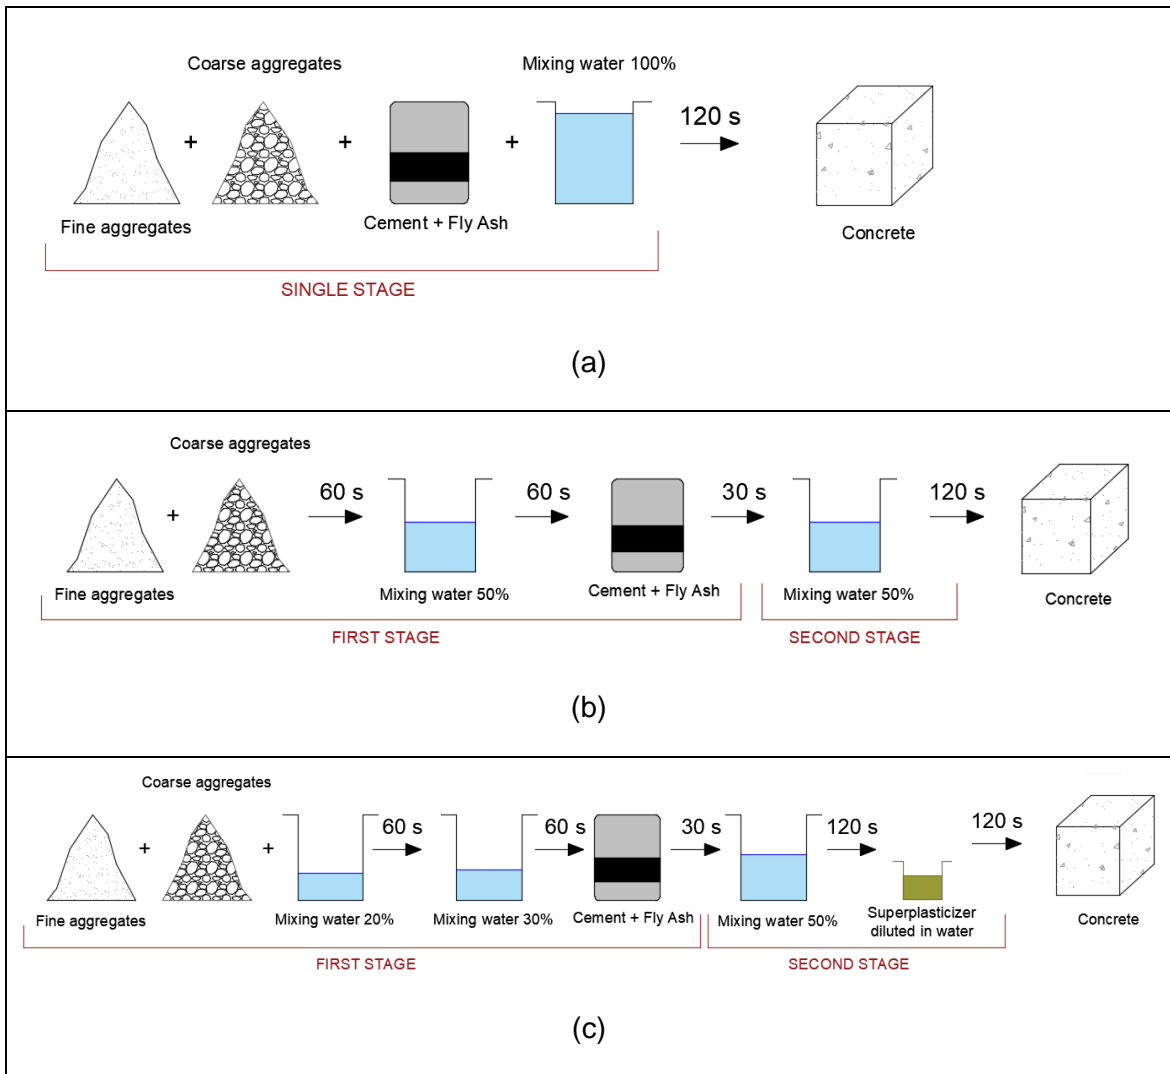 Coarse aggregates
Mixing water 100%
120 s
+
+
+
Fine aggregates
Cement + Fly Ash
Concrete
SINGLE STAGE
(a)
Coarse aggregates
60 s
60 s
30 s
120 s
+
Fine aggregates
Mixing water 50%
Cement + Fly Ash
Mixing water 50%
Concrete
FIRST STAGE
SECOND STAGE
(b)
Coarse aggregates
60 s
60 s
30 s
120 s
120 s
+
+
Fine aggregates
Mixing water 20%
Mixing water 30%
Cement + Fly Ash
Mixing water 50%
Superplasticizer
diluted in water
Concrete
FIRST STAGE
SECOND STAGE
(c)